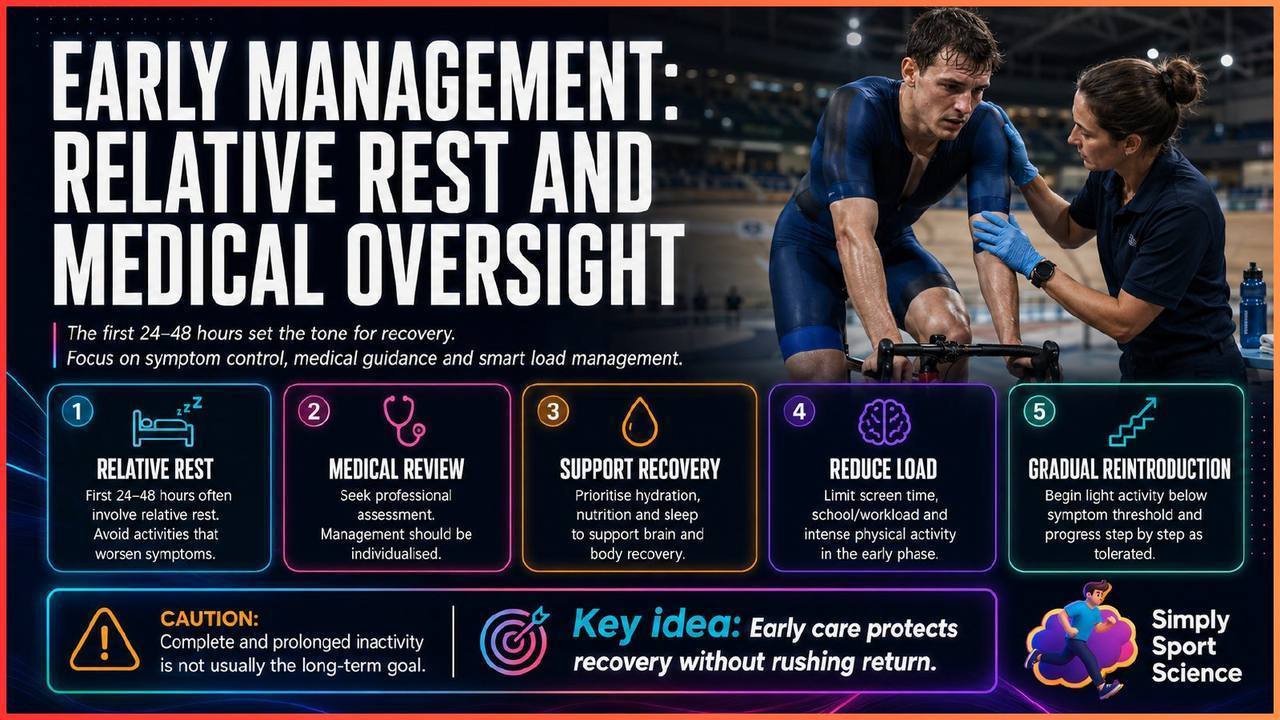 EARLY MANAGEMENT:
RELATIVE REST AND
MEDICAL OVERSIGHT
The first 24–48 hours set the tone for recovery.
Focus on symptom control, medical guidance and smart load management.
1
zzZ
RELATIVE REST
First 24–48 hours often
involve relative rest.
Avoid activities that
worsen symptoms.
2
MEDICAL REVIEW
Seek professional
assessment.
Management should be
individualised.
3
SUPPORT RECOVERY
Prioritise hydration,
nutrition and sleep
to support brain and
body recovery.
4
REDUCE LOAD
Limit screen time,
school/workload and
intense physical activity
in the early phase.
5
GRADUAL REINTRODUCTION
Begin light activity below
symptom threshold and
progress step by step as
tolerated.
CAUTION:
Complete and prolonged inactivity
is not usually the long-term goal.
Key idea: Early care protects
recovery without rushing return.
Simply
Sport
Science